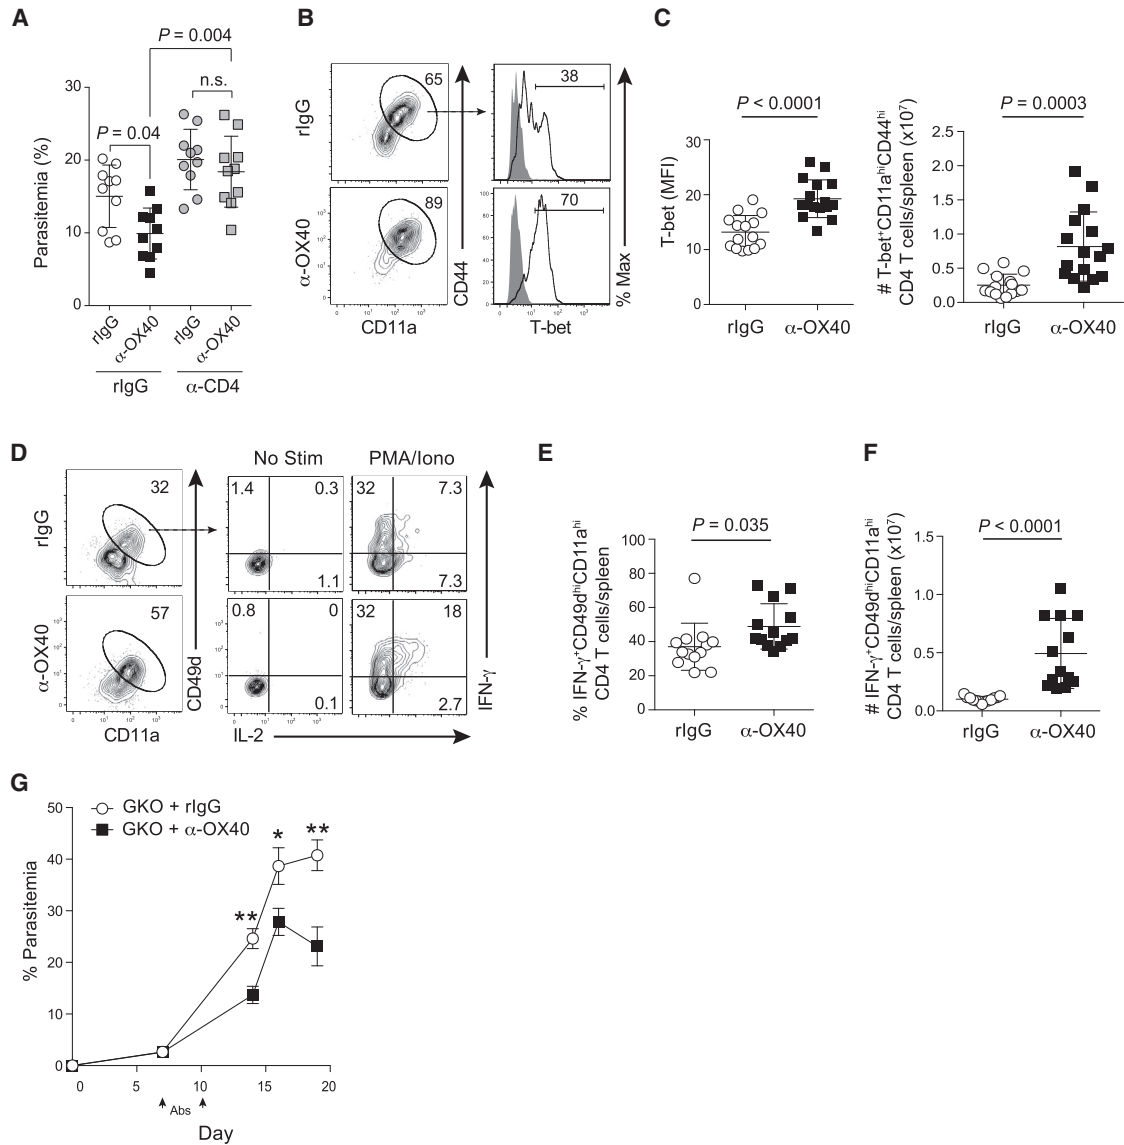 A
P = 0.004
n.s.
P = 0.04
Parasitemia (%)
30
20
10
0
rIgG
α-OX40
rIgG
α-OX40
rIgG
α-CD4
B
rIgG
65
38
α-OX40
89
70
CD44
% Max
CD11a
T-bet
C
P < 0.0001
T-bet (MFI)
30
20
10
0
rIgG
α-OX40
P = 0.0003
# T-bet⁺CD11aʰⁱCD44ʰⁱ
CD4 T cells/spleen (x10⁷)
2.5
2.0
1.5
1.0
0.5
0.0
rIgG
α-OX40
D
No Stim
PMA/Iono
rIgG
32
1.4
0.3
1.1
32
7.3
7.3
α-OX40
57
0.8
0
0.1
32
18
2.7
CD49d
IFN-γ
CD11a
IL-2
E
P = 0.035
% IFN-γ⁺CD49dʰⁱCD11aʰⁱ
CD4 T cells/spleen
100
80
60
40
20
0
rIgG
α-OX40
F
P < 0.0001
# IFN-γ⁺CD49dʰⁱCD11aʰⁱ
CD4 T cells/spleen (x10⁷)
1.5
1.0
0.5
0.0
rIgG
α-OX40
G
GKO + rIgG
GKO + α-OX40
% Parasitemia
50
40
30
20
10
0
**
*
**
0
5
10
15
20
Abs
Day